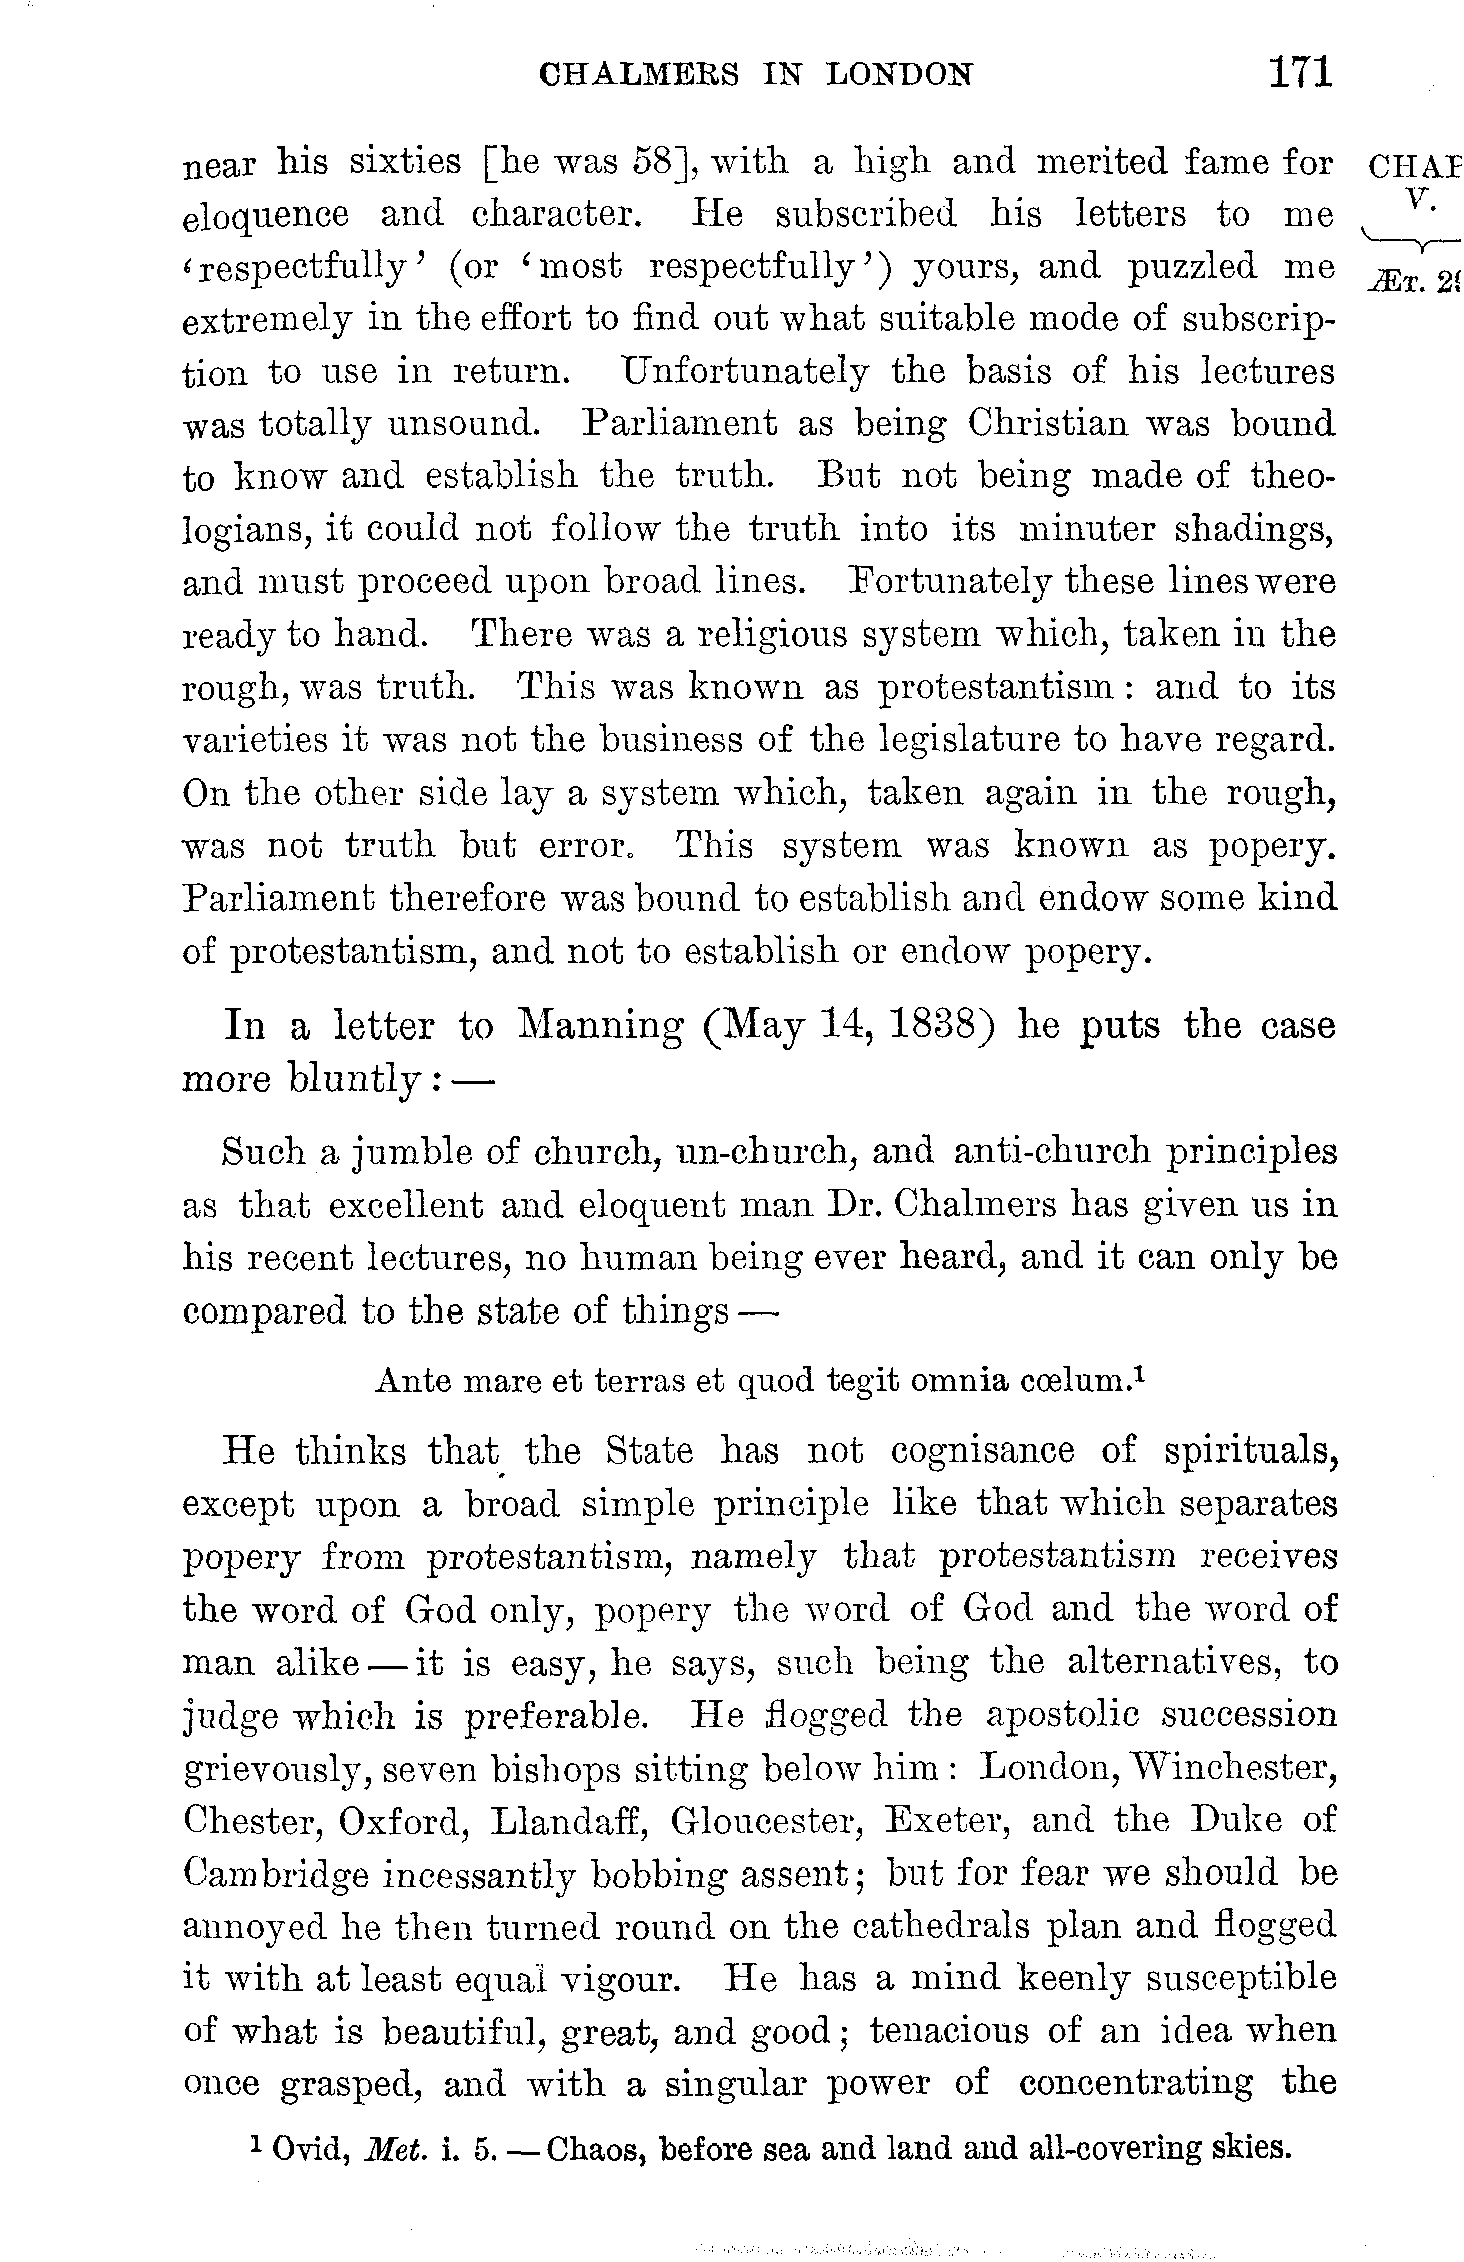 CHALMERS IN LONDON 171
near his sixties [he was 58], with a high and merited fame for
eloquence and character. He subscribed his letters to me
‘respectfully’ (or ‘most respectfully’) yours, and puzzled me
extremely in the effort to find out what suitable mode of subscrip-
tion to use in return. Unfortunately the basis of his lectures
was totally unsound. Parliament as being Christian was bound
to know and establish the truth. But not being made of theo-
logians, it could not follow the truth into its minuter shadings,
and must proceed upon broad lines. Fortunately these lines were
ready to hand. There was a religious system which, taken in the
rough, was truth. This was known as protestantism: and to its
varieties it was not the business of the legislature to have regard.
On the other side lay a system which, taken again in the rough,
was not truth but error. This system was known as popery.
Parliament therefore was bound to establish and endow some kind
of protestantism, and not to establish or endow popery.
In a letter to Manning (May 14, 1838) he puts the case
more bluntly: —
Such a jumble of church, un-church, and anti-church principles
as that excellent and eloquent man Dr. Chalmers has given us in
his recent lectures, no human being ever heard, and it can only be
compared to the state of things —
Ante mare et terras et quod tegit omnia cœlum.¹
He thinks that the State has not cognisance of spirituals,
except upon a broad simple principle like that which separates
popery from protestantism, namely that protestantism receives
the word of God only, popery the word of God and the word of
man alike — it is easy, he says, such being the alternatives, to
judge which is preferable. He flogged the apostolic succession
grievously, seven bishops sitting below him: London, Winchester,
Chester, Oxford, Llandaff, Gloucester, Exeter, and the Duke of
Cambridge incessantly bobbing assent; but for fear we should be
annoyed he then turned round on the cathedrals plan and flogged
it with at least equal vigour. He has a mind keenly susceptible
of what is beautiful, great, and good; tenacious of an idea when
once grasped, and with a singular power of concentrating the
¹ Ovid, Met. i. 5. — Chaos, before sea and land and all-covering skies.
CHAP
V.
ÆT. 29